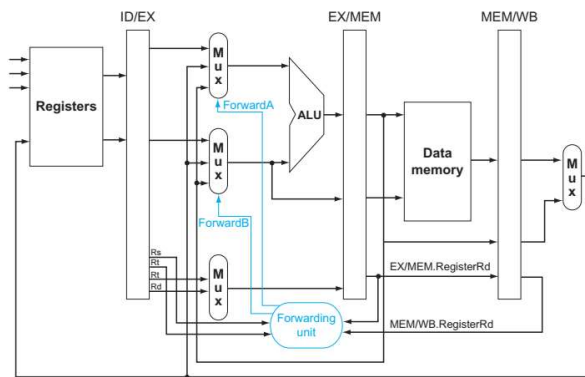 ID/EX
EX/MEM
MEM/WB
Registers
Mux
ForwardA
ALU
Mux
Data
memory
Mux
ForwardB
Rs
Rt
Rt
Rd
Mux
EX/MEM.RegisterRd
Forwarding
unit
MEM/WB.RegisterRd